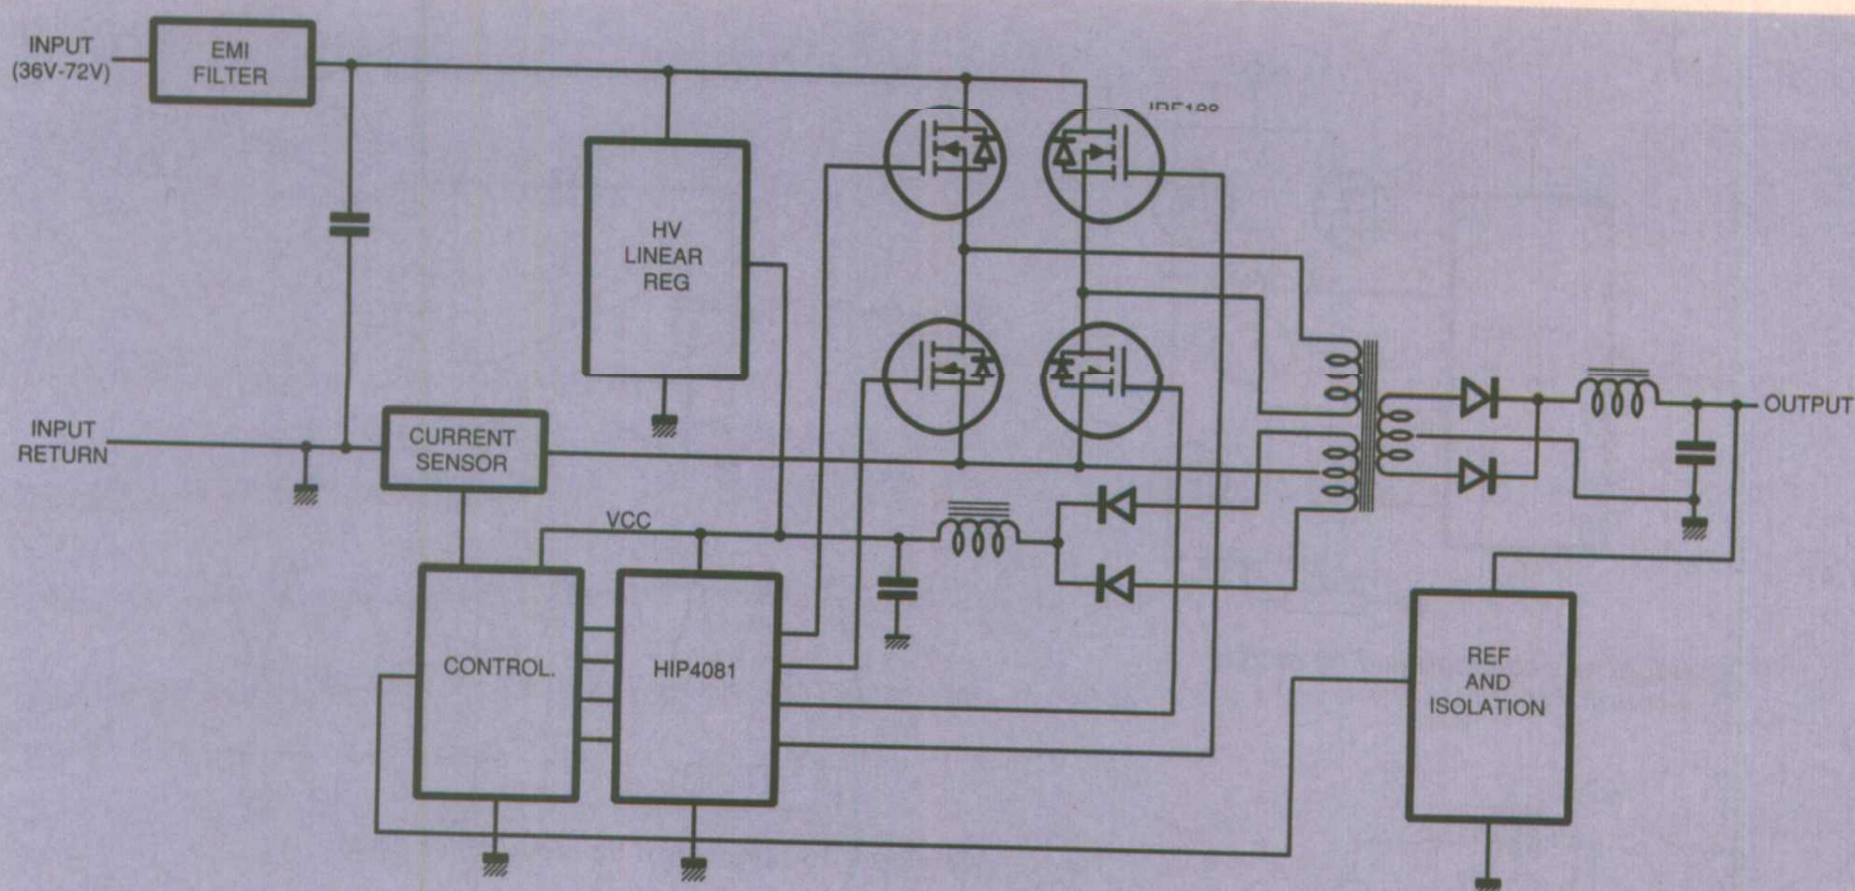 INPUT
(36V-72V)
EMI
FILTER
HV
LINEAR
REG
INPUT
RETURN
CURRENT
SENSOR
OUTPUT
VCC
CONTROL.
HIP4081
REF
AND
ISOLATION